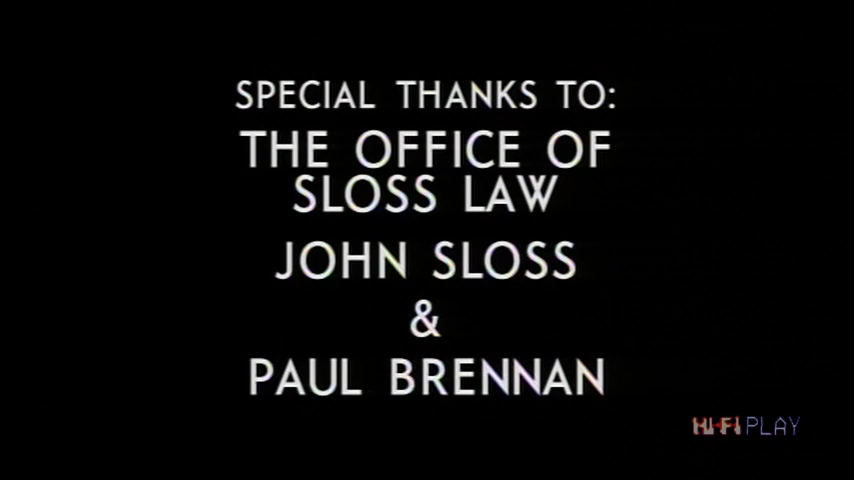 SPECIAL THANKS TO:
THE OFFICE OF
SLOSS LAW
JOHN SLOSS
&
PAUL BRENNAN
HI-FI PLAY